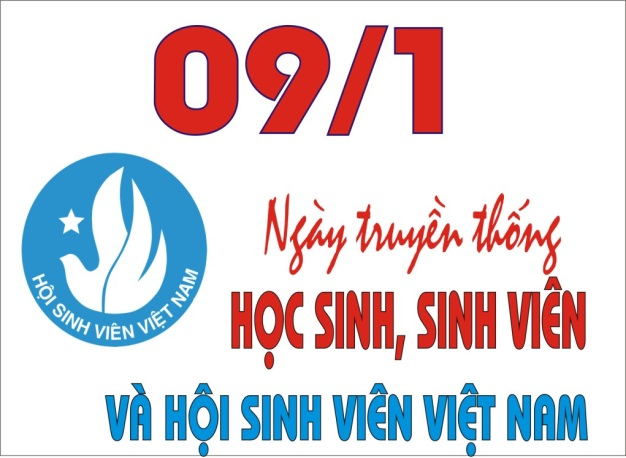 09/1
HỘI SINH VIÊN VIỆT NAM
Ngày truyền thống
HỌC SINH, SINH VIÊN
VÀ HỘI SINH VIÊN VIỆT NAM